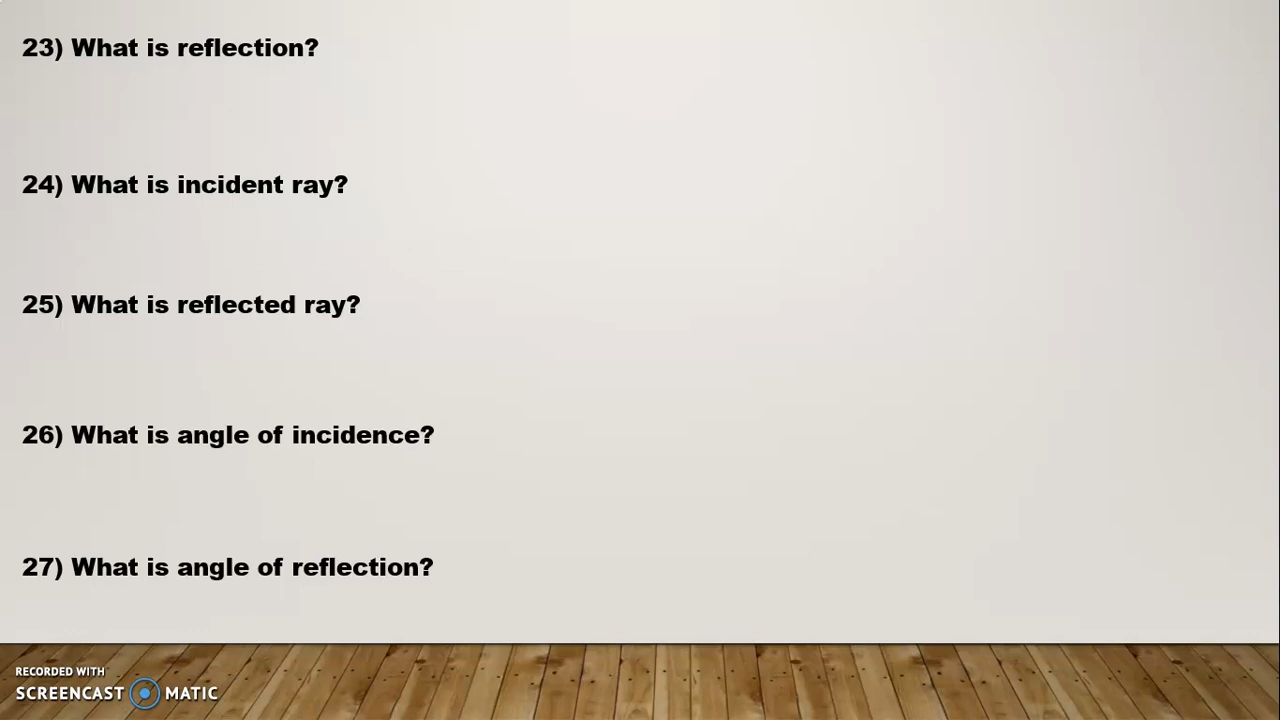 23) What is reflection?
24) What is incident ray?
25) What is reflected ray?
26) What is angle of incidence?
27) What is angle of reflection?
RECORDED WITH
SCREENCAST MATIC